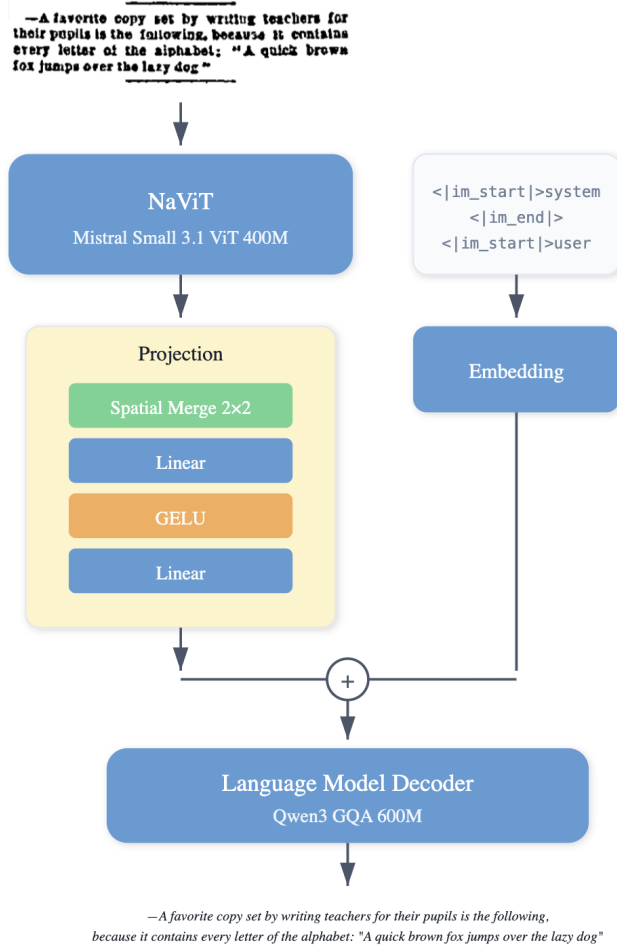 —A favorite copy set by writing teachers for
their pupils is the following, because it contains
every letter of the alphabet: "A quick brown
fox jumps over the lazy dog"
NaViT
Mistral Small 3.1 ViT 400M
<|im_start|>system
<|im_end|>
<|im_start|>user
Projection
Spatial Merge 2×2
Linear
GELU
Linear
Embedding
+
Language Model Decoder
Qwen3 GQA 600M
—A favorite copy set by writing teachers for their pupils is the following,
because it contains every letter of the alphabet: "A quick brown fox jumps over the lazy dog"